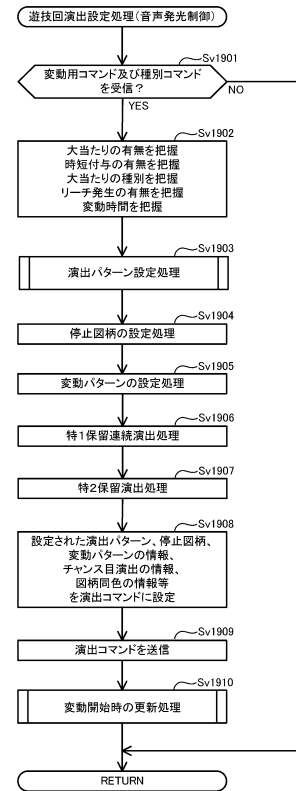 遊技回演出設定処理(音声発光制御)
Sv1901
変動用コマンド及び種別コマンド
を受信?
NO
YES
Sv1902
大当たりの有無を把握
時短付与の有無を把握
大当たりの種別を把握
リーチ発生の有無を把握
変動時間を把握
Sv1903
演出パターン設定処理
Sv1904
停止図柄の設定処理
Sv1905
変動パターンの設定処理
Sv1906
特1保留連続演出処理
Sv1907
特2保留演出処理
Sv1908
設定された演出パターン、停止図柄、
変動パターンの情報、
チャンス目演出の情報、
図柄同色の情報等
を演出コマンドに設定
Sv1909
演出コマンドを送信
Sv1910
変動開始時の更新処理
RETURN